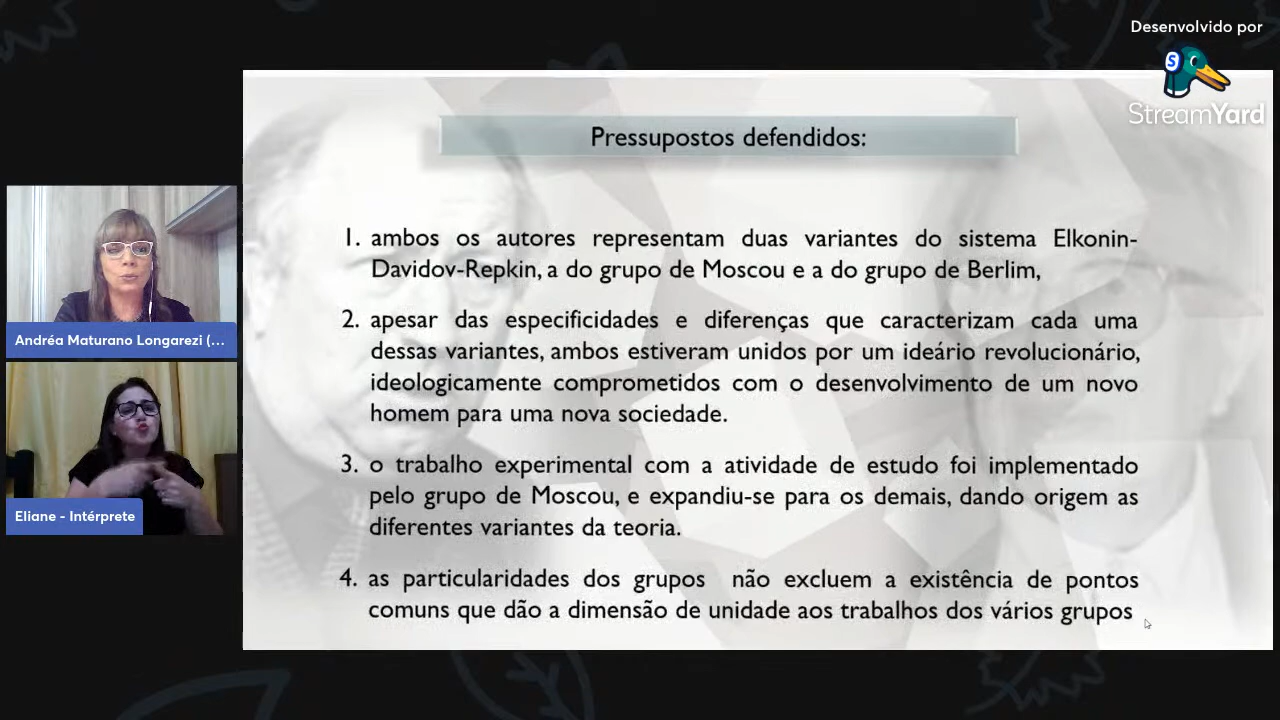 Desenvolvido por
StreamYard
Pressupostos defendidos:
1. ambos os autores representam duas variantes do sistema Elkonin-
Davidov-Repkin, a do grupo de Moscou e a do grupo de Berlim,
2. apesar das especificidades e diferenças que caracterizam cada uma
dessas variantes, ambos estiveram unidos por um ideário revolucionário,
ideologicamente comprometidos com o desenvolvimento de um novo
homem para uma nova sociedade.
3. o trabalho experimental com a atividade de estudo foi implementado
pelo grupo de Moscou, e expandiu-se para os demais, dando origem as
diferentes variantes da teoria.
4. as particularidades dos grupos não excluem a existência de pontos
comuns que dão a dimensão de unidade aos trabalhos dos vários grupos
Andréa Maturano Longarezi (...
Eliane - Intérprete